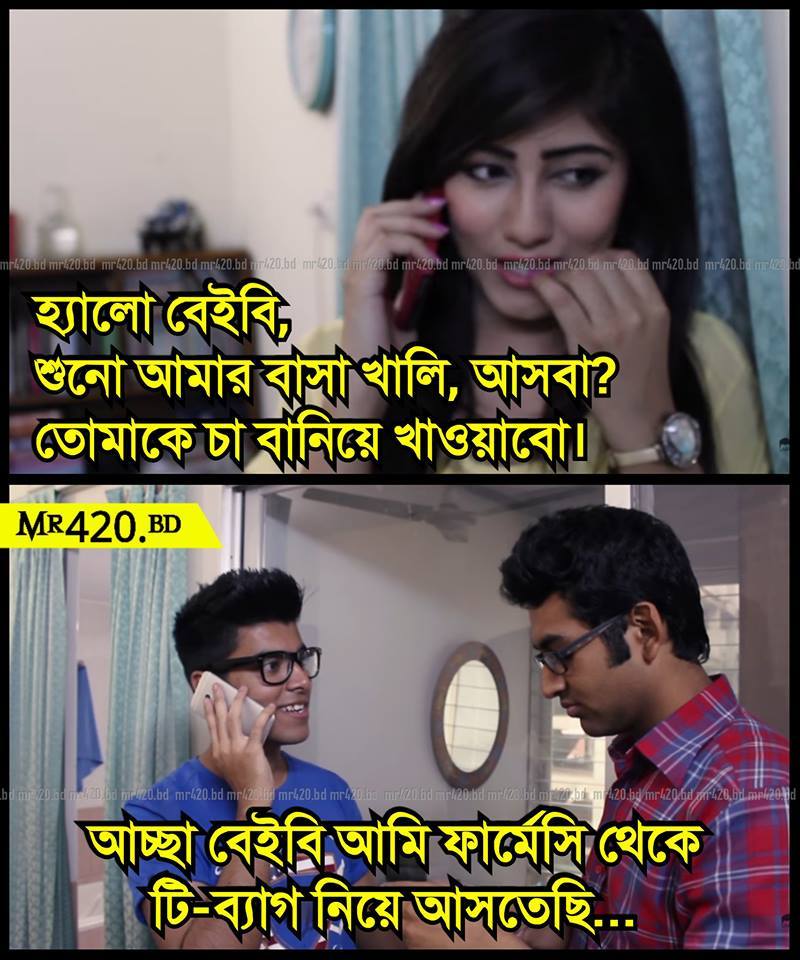 mr420.bd mr420.bd mr420.bd mr420.bd mr420.bd mr420.bd mr420.bd mr420.bd mr420.bd mr420.bd mr420.bd mr420.bd mr420.bd mr420.bd mr420.bd mr420.bd
হ্যালো বেইবি,
শুনো আমার বাসা খালি, আসবা?
তোমাকে চা বানিয়ে খাওয়াবো।
MR420.BD
bd mr420.bd mr420.bd mr420.bd mr420.bd mr420.bd mr420.bd mr420.bd mr420.bd mr420.bd mr420.bd mr420.bd mr420.bd mr420.bd mr420.bd mr420.bd
আচ্ছা বেইবি আমি ফার্মেসি থেকে
টি-ব্যাগ নিয়ে আসতেছি...